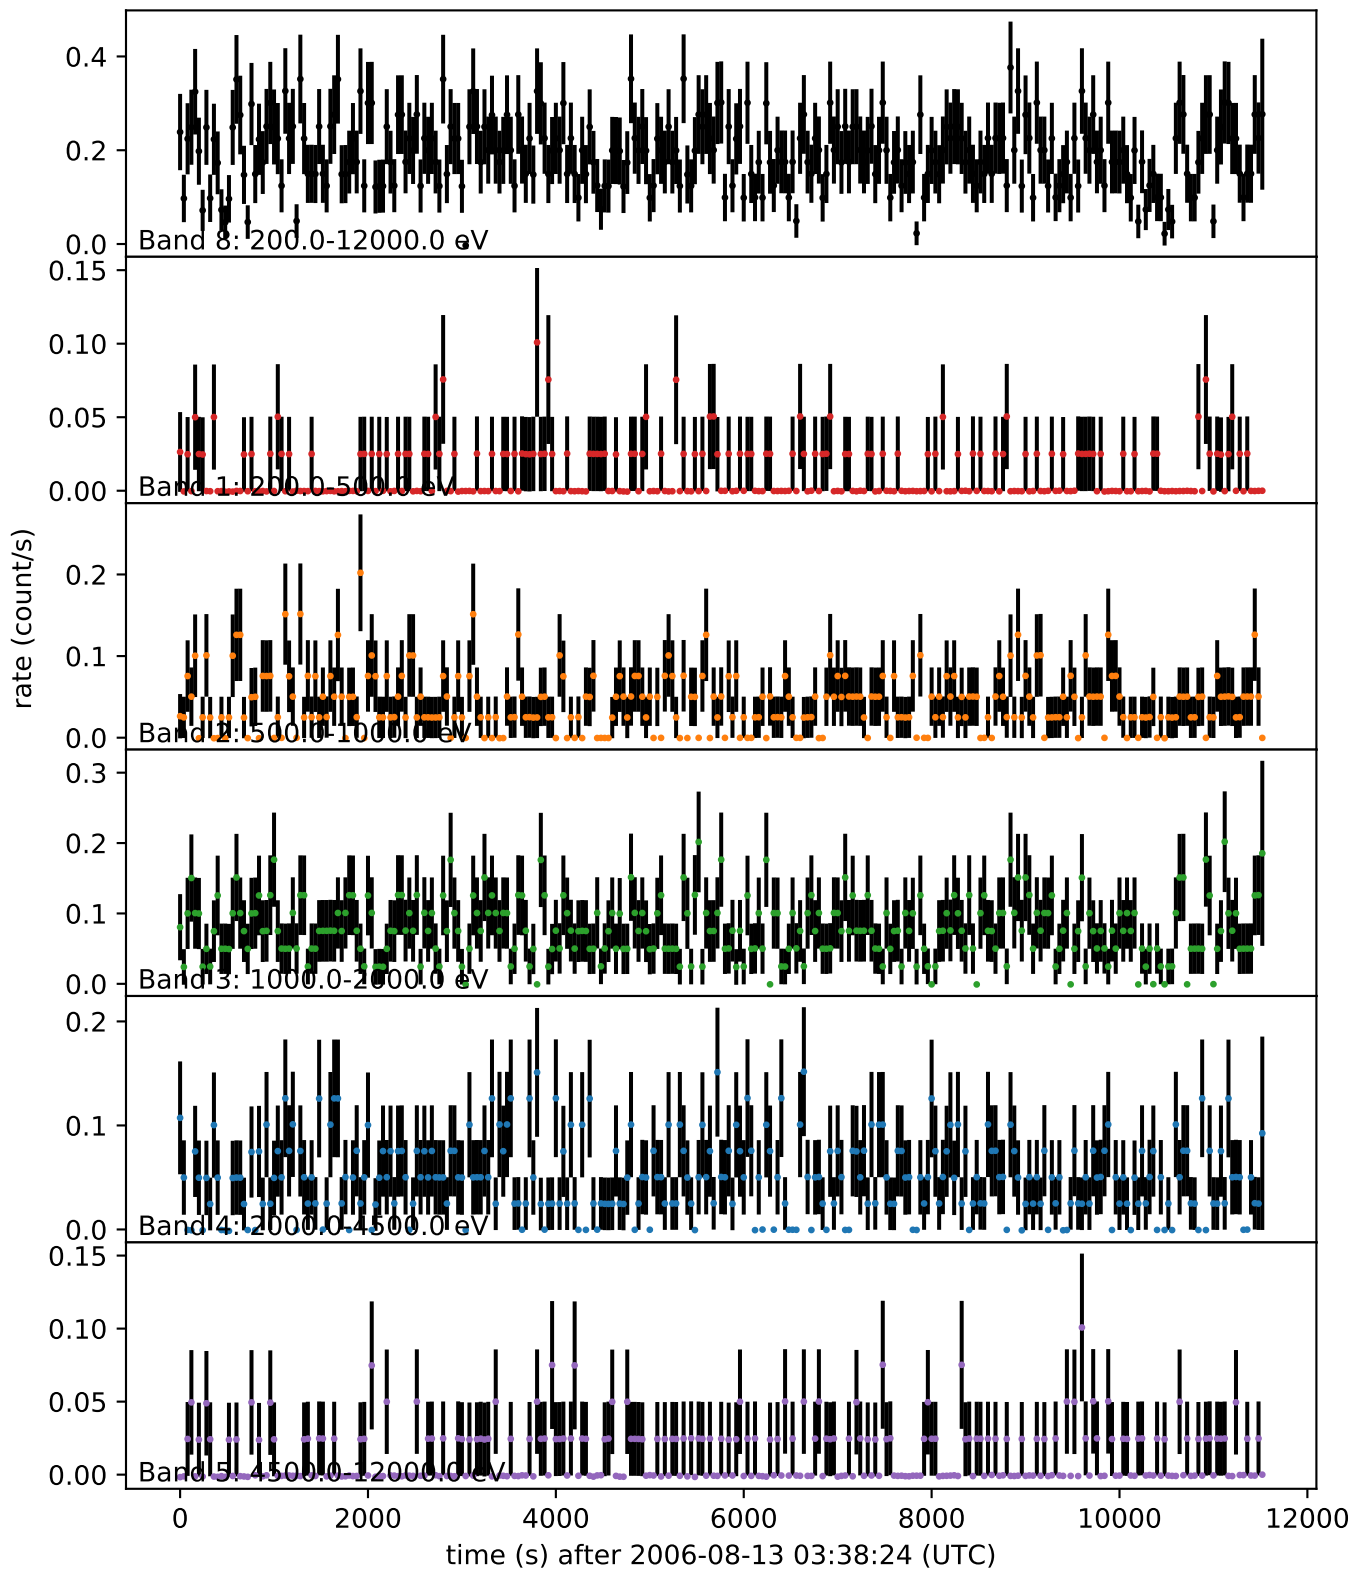 0.4
0.2
0.0
Band 8: 200.0-12000.0 eV
0.15
0.10
0.05
0.00
Band 1: 200.0-500.0 eV
0.2
0.1
0.0
Band 2: 500.0-1000.0 eV
rate (count/s)
0.3
0.2
0.1
0.0
Band 3: 1000.0-2000.0 eV
0.2
0.1
0.0
Band 4: 2000.0-4500.0 eV
0.15
0.10
0.05
0.00
Band 5: 4500.0-12000.0 eV
0 2000 4000 6000 8000 10000 12000
time (s) after 2006-08-13 03:38:24 (UTC)